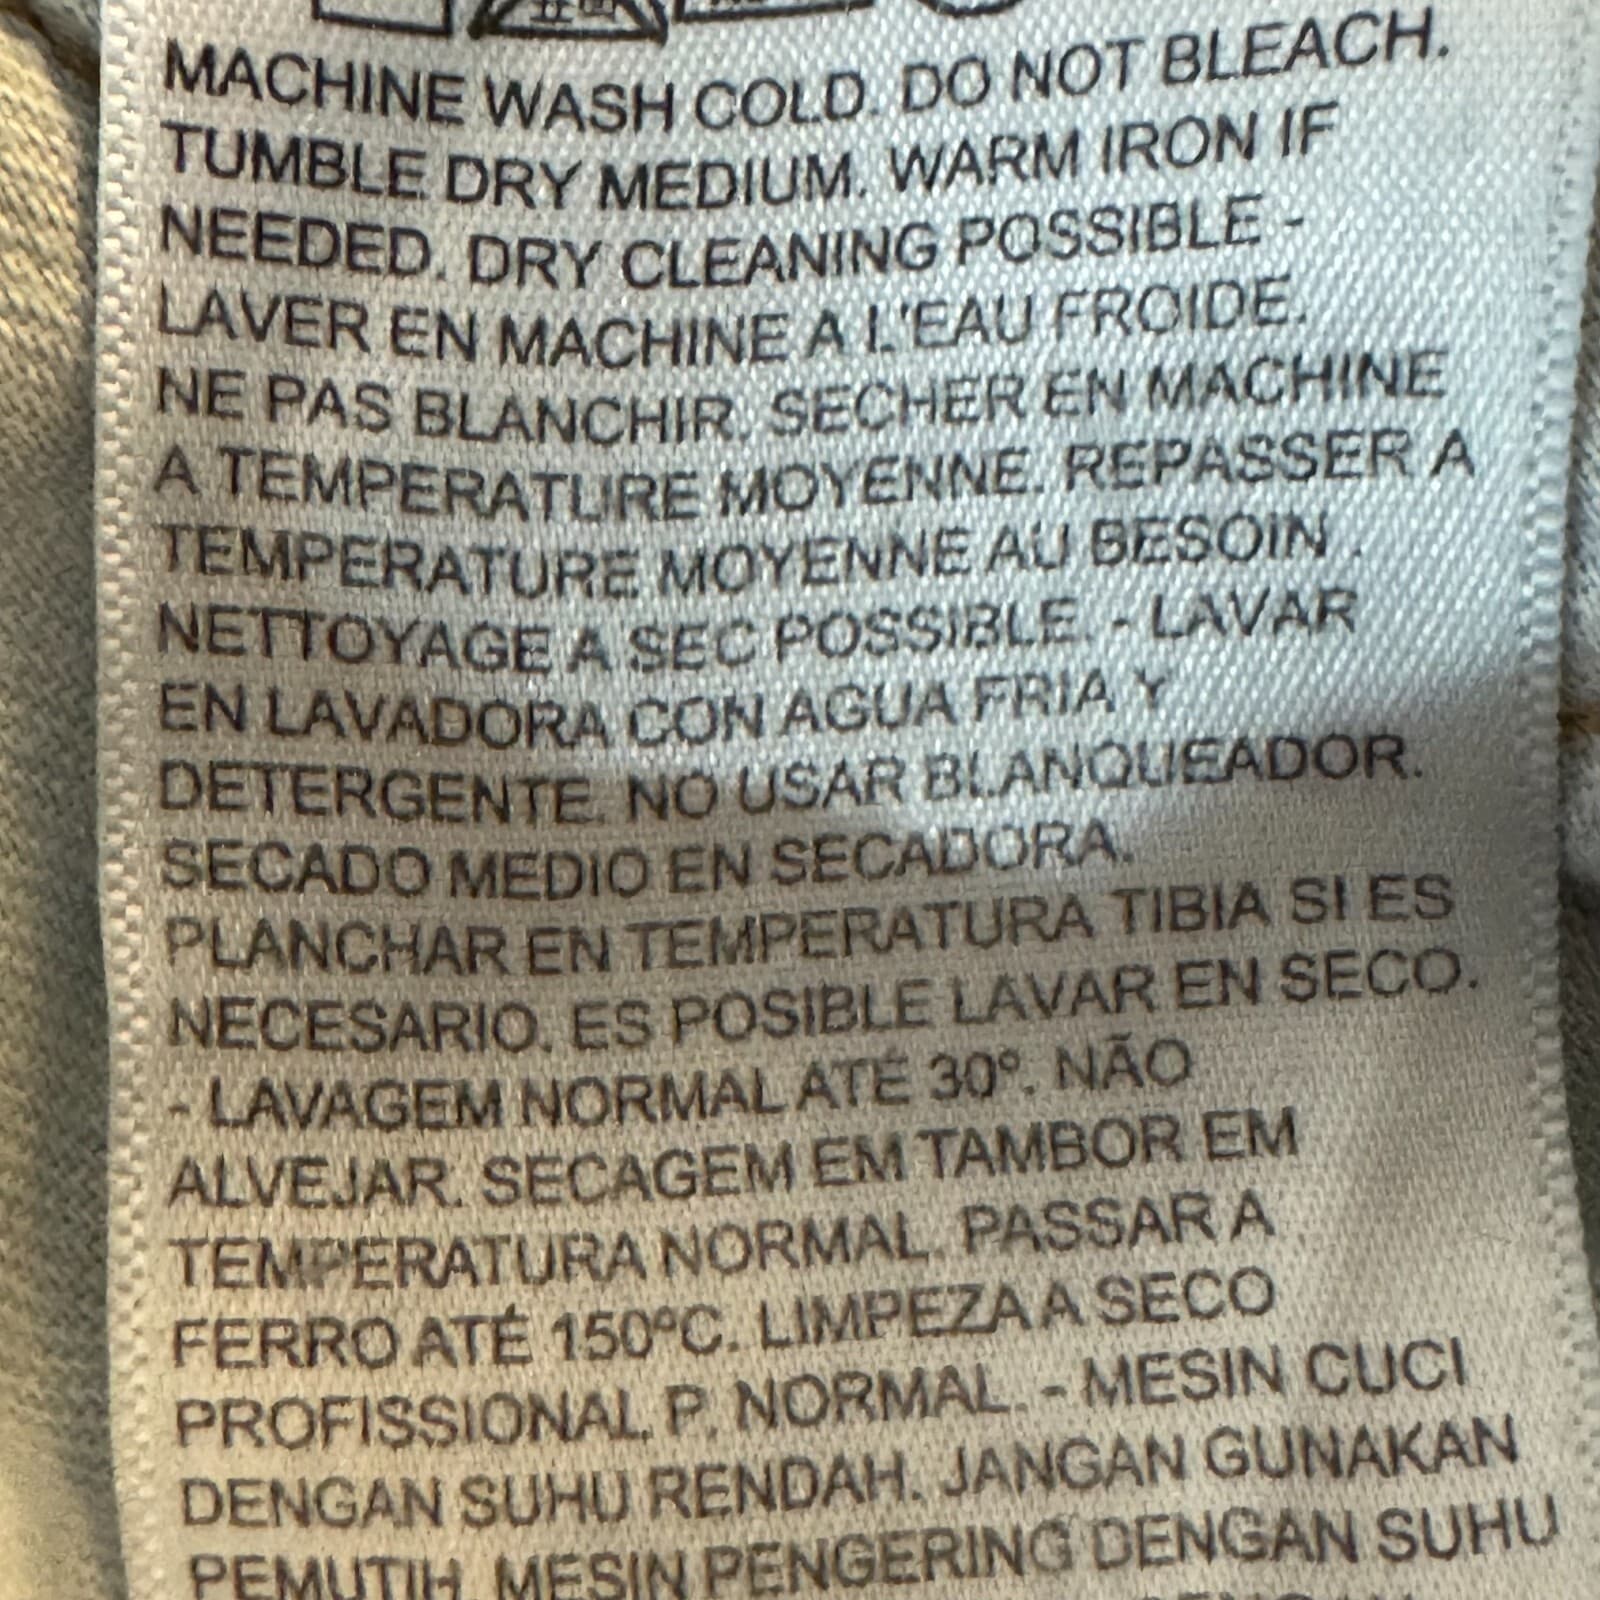 MACHINE WASH COLD. DO NOT BLEACH.
TUMBLE DRY MEDIUM. WARM IRON IF
NEEDED. DRY CLEANING POSSIBLE -
LAVER EN MACHINE A L'EAU FROIDE.
NE PAS BLANCHIR. SECHER EN MACHINE
A TEMPERATURE MOYENNE. REPASSER A
TEMPERATURE MOYENNE AU BESOIN .
NETTOYAGE A SEC POSSIBLE. - LAVAR
EN LAVADORA CON AGUA FRIA Y
DETERGENTE. NO USAR BLANQUEADOR.
SECADO MEDIO EN SECADORA.
PLANCHAR EN TEMPERATURA TIBIA SI ES
NECESARIO. ES POSIBLE LAVAR EN SECO.
- LAVAGEM NORMAL ATÉ 30º. NÃO
ALVEJAR. SECAGEM EM TAMBOR EM
TEMPERATURA NORMAL. PASSAR A
FERRO ATÉ 150ºC. LIMPEZA A SECO
PROFISSIONAL P. NORMAL. - MESIN CUCI
DENGAN SUHU RENDAH. JANGAN GUNAKAN
PEMUTIH. MESIN PENGERING DENGAN SUHU